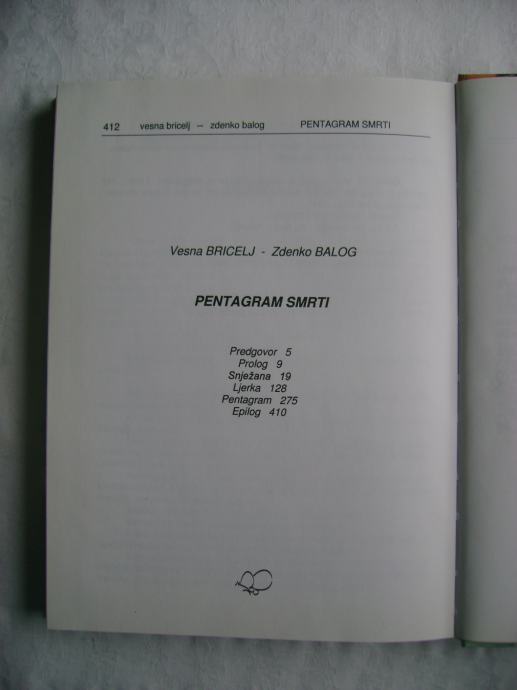 412 vesna bricelj – zdenko balog PENTAGRAM SMRTI
Vesna BRICELJ - Zdenko BALOG
PENTAGRAM SMRTI
Predgovor 5
Prolog 9
Snježana 19
Ljerka 128
Pentagram 275
Epilog 410